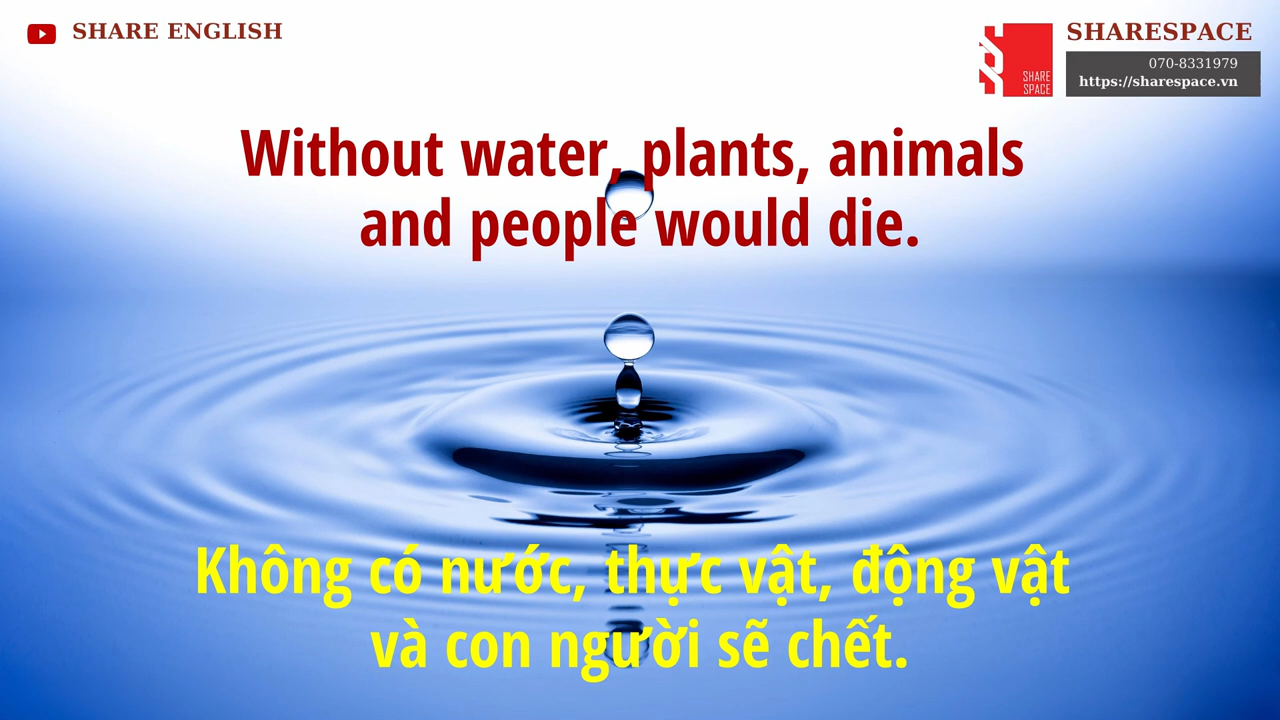 SHARE ENGLISH
SHARESPACE
070-8331979
https://sharespace.vn
SHARE
SPACE
Without water, plants, animals
and people would die.
Không có nước, thực vật, động vật
và con người sẽ chết.